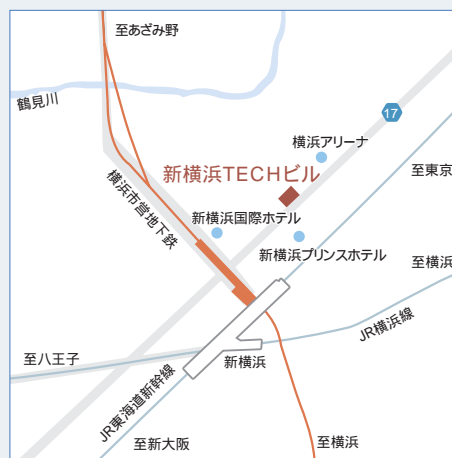 至あざみ野
鶴見川
17
横浜アリーナ
至東京
新横浜TECHビル
横浜市営地下鉄
新横浜国際ホテル
新横浜プリンスホテル
至横浜
JR横浜線
至八王子
新横浜
JR東海道新幹線
至新大阪
至横浜